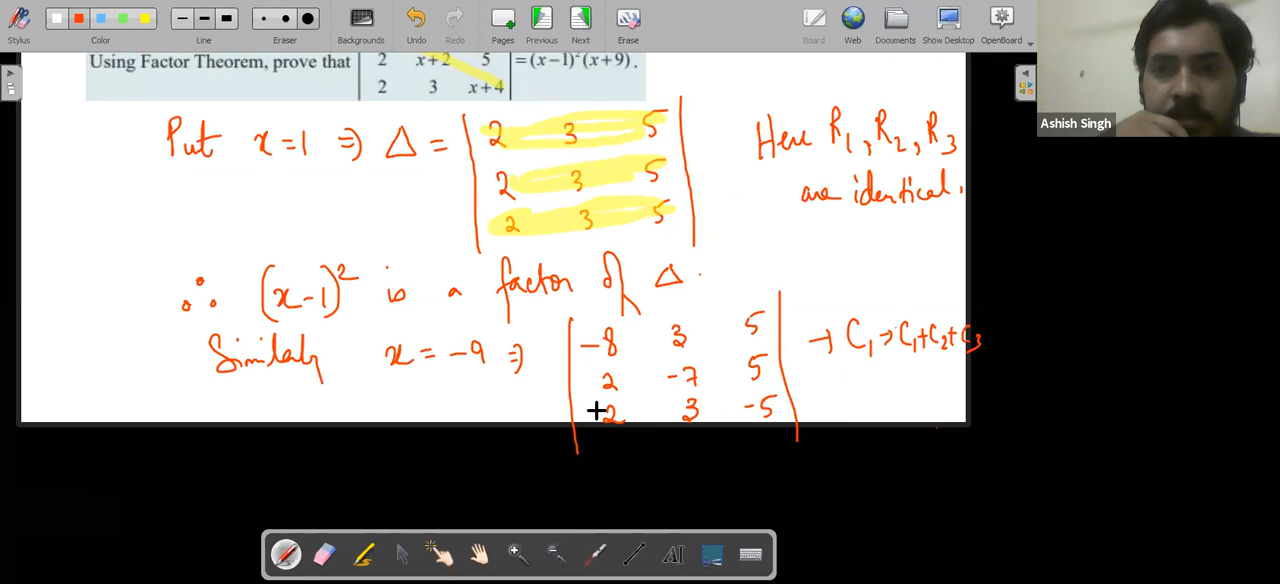 Stylus Color Line Eraser Backgrounds Undo Redo Pages Previous Next Erase Board Web Documents Show Desktop OpenBoard
Ashish Singh
Using Factor Theorem, prove that | 2 x+2 5 | =(x−1)²(x+9).
2 3 x+4
Put x=1 ⇒ Δ = | 2 3 5 |
2 3 5
2 3 5
Here R₁, R₂, R₃
are identical.
∴ (x-1)² is a factor of Δ.
Similarly x = -9 ⇒ | -8 3 5 | → C₁→C₁+C₂+C₃
2 -7 5
2 3 -5
AI